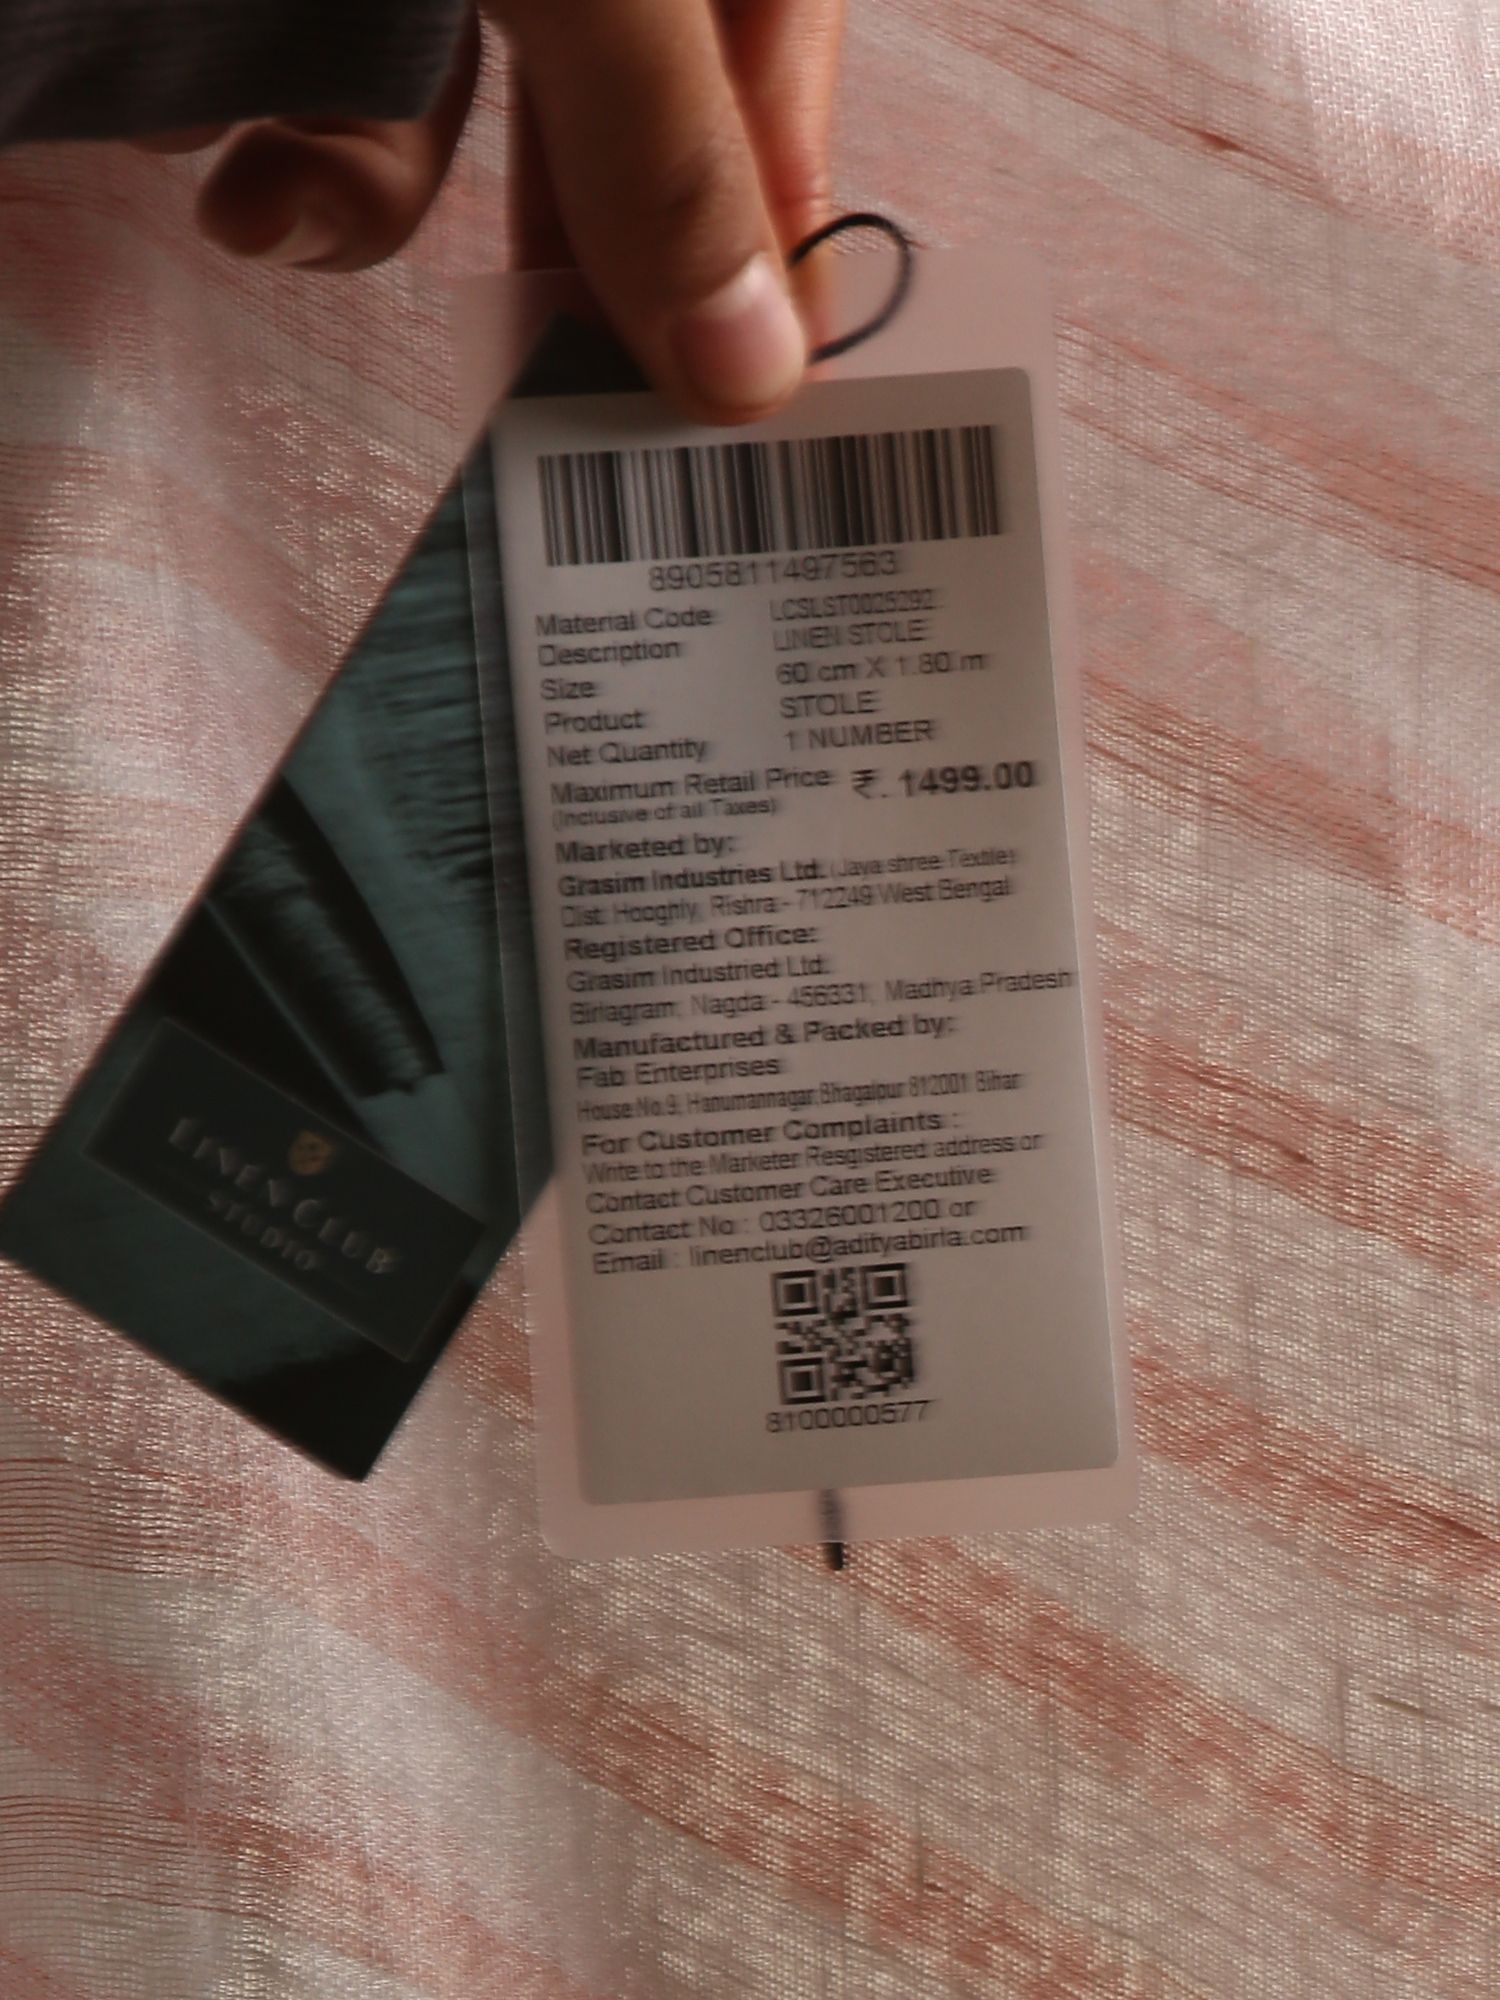 8905811497563
Material Code LCSLST0025292
Description LINEN STOLE
Size 60 cm X 1.80 m
Product STOLE
Net Quantity 1 NUMBER
Maximum Retail Price ₹. 1499.00
(Inclusive of all Taxes)
Marketed by:
Grasim Industries Ltd. (Jaya shree Textile)
Dist: Hooghly, Rishra - 712249 West Bengal
Registered Office:
Grasim Industried Ltd.
Birlagram, Nagda - 456331, Madhya Pradesh
Manufactured & Packed by:
Fab Enterprises
House No.9, Hanumannagar, Bhagalpur 812001 Bihar
For Customer Complaints :
Write to the Marketer Resgistered address or
Contact Customer Care Executive
Contact No : 03326001200 or
Email : linenclub@adityabirla.com
8100000577
LINEN CLUB
STUDIO